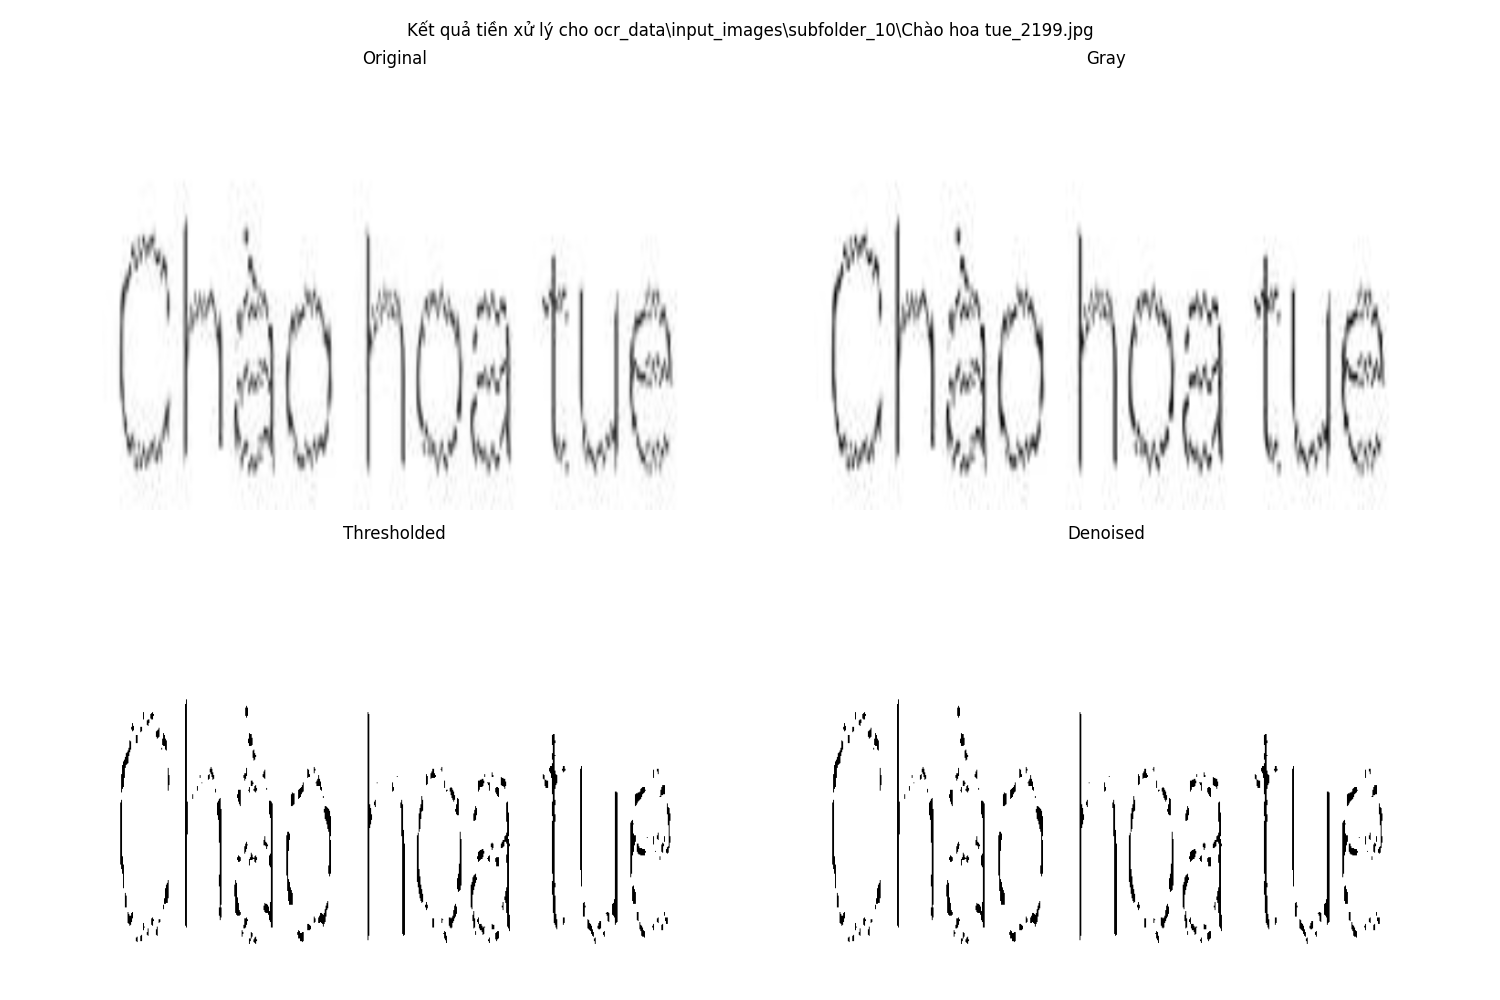 Kết quả tiền xử lý cho ocr_data\input_images\subfolder_10\Chào hoa tue_2199.jpg
Original
Gray
Chào hoa tue
Chào hoa tue
Thresholded
Denoised
Chào hoa tue
Chào hoa tue